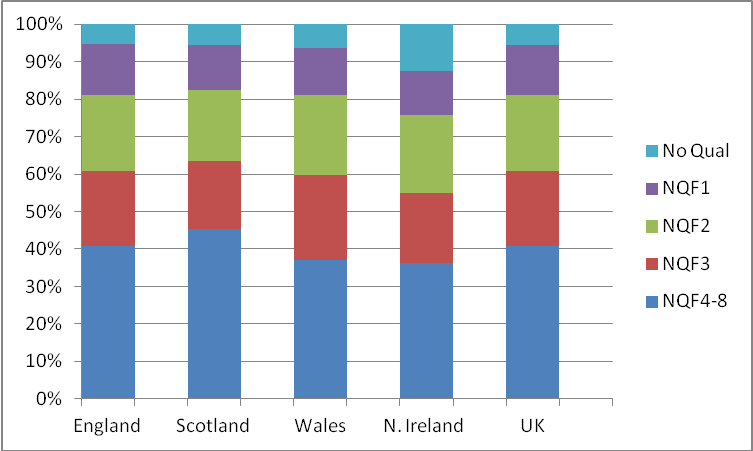 100%
90%
80%
70%
60%
50%
40%
30%
20%
10%
0%
England Scotland Wales N. Ireland UK
No Qual
NQF1
NQF2
NQF3
NQF4-8